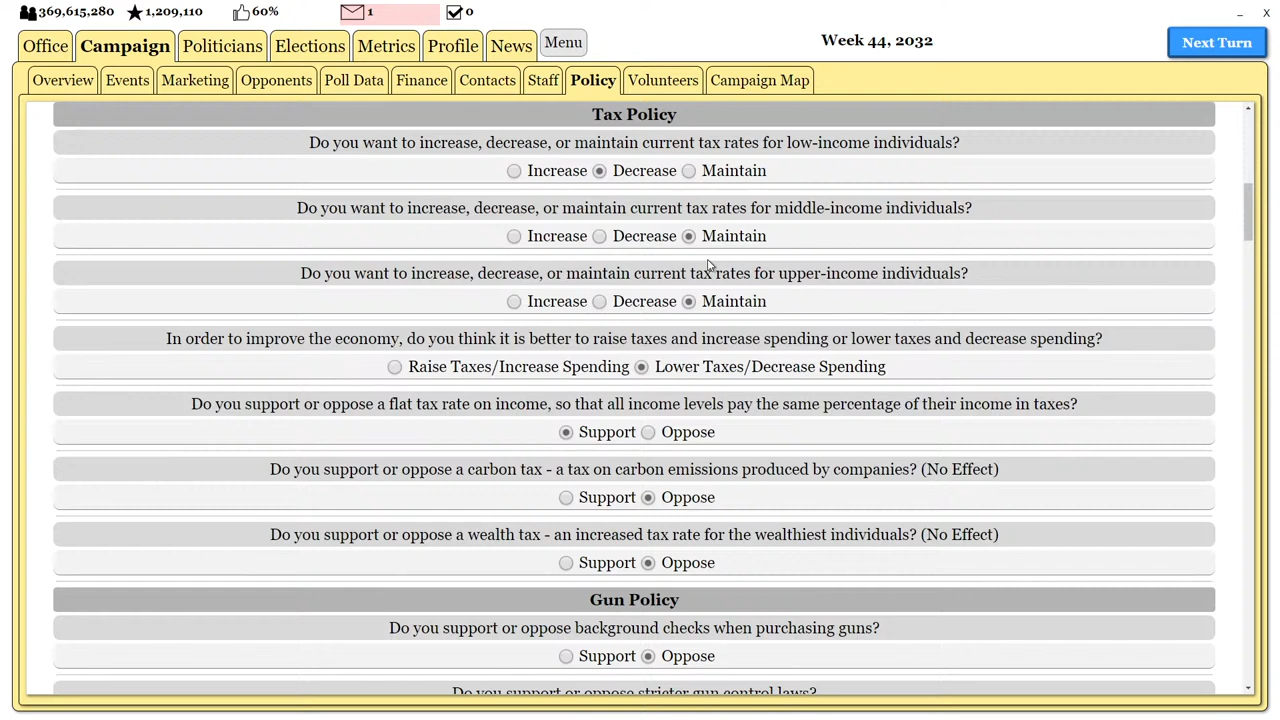 369,615,280 1,209,110 60% 1 0 _ X
Office Campaign Politicians Elections Metrics Profile News Menu Week 44, 2032 Next Turn
Overview Events Marketing Opponents Poll Data Finance Contacts Staff Policy Volunteers Campaign Map
Tax Policy
Do you want to increase, decrease, or maintain current tax rates for low-income individuals?
Increase Decrease Maintain
Do you want to increase, decrease, or maintain current tax rates for middle-income individuals?
Increase Decrease Maintain
Do you want to increase, decrease, or maintain current tax rates for upper-income individuals?
Increase Decrease Maintain
In order to improve the economy, do you think it is better to raise taxes and increase spending or lower taxes and decrease spending?
Raise Taxes/Increase Spending Lower Taxes/Decrease Spending
Do you support or oppose a flat tax rate on income, so that all income levels pay the same percentage of their income in taxes?
Support Oppose
Do you support or oppose a carbon tax - a tax on carbon emissions produced by companies? (No Effect)
Support Oppose
Do you support or oppose a wealth tax - an increased tax rate for the wealthiest individuals? (No Effect)
Support Oppose
Gun Policy
Do you support or oppose background checks when purchasing guns?
Support Oppose
Do you support or oppose stricter gun control laws?